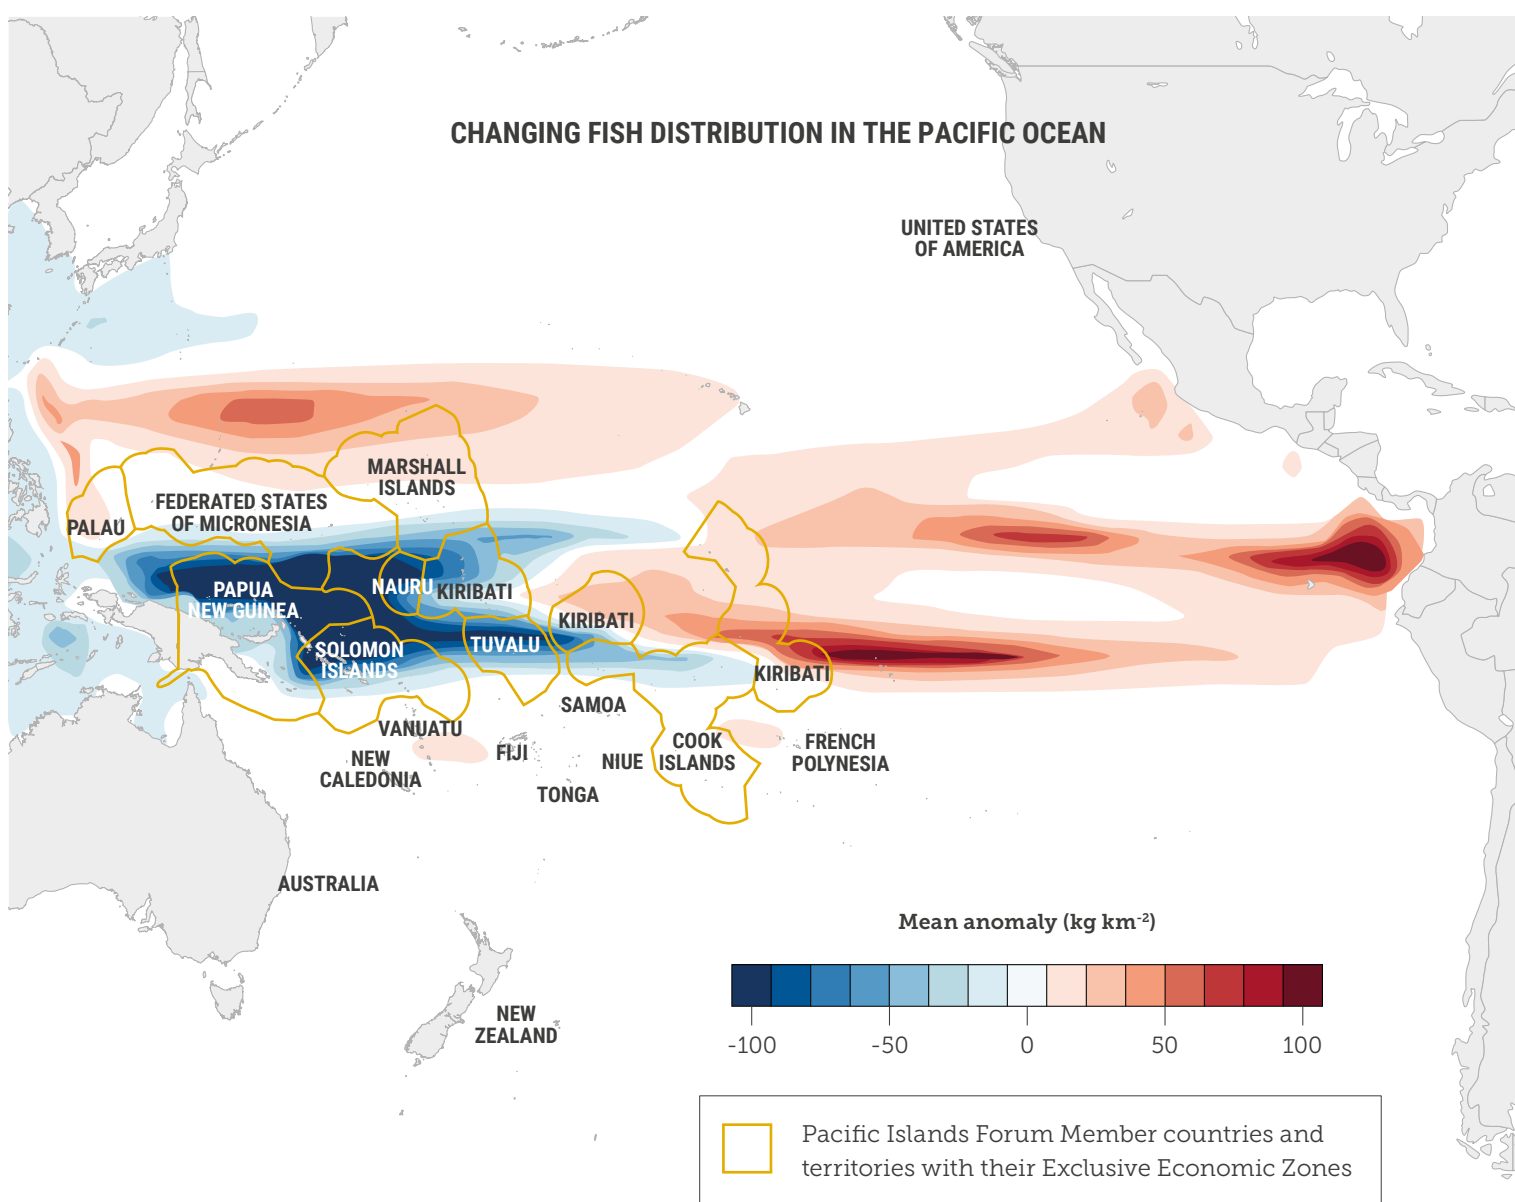 CHANGING FISH DISTRIBUTION IN THE PACIFIC OCEAN
UNITED STATES
OF AMERICA
MARSHALL
ISLANDS
FEDERATED STATES
OF MICRONESIA
PALAU
PAPUA
NEW GUINEA
NAURU
KIRIBATI
KIRIBATI
SOLOMON
ISLANDS
TUVALU
KIRIBATI
SAMOA
VANUATU
NEW
CALEDONIA
FIJI
NIUE
COOK
ISLANDS
FRENCH
POLYNESIA
TONGA
AUSTRALIA
NEW
ZEALAND
Mean anomaly (kg km⁻²)
-100 -50 0 50 100
Pacific Islands Forum Member countries and
territories with their Exclusive Economic Zones